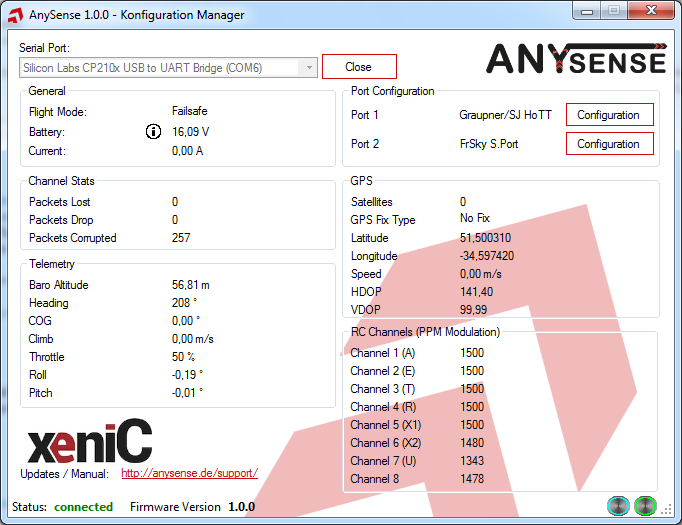 AnySense 1.0.0 - Konfiguration Manager
Serial Port:
Silicon Labs CP210x USB to UART Bridge (COM6)
Close
ANYSENSE
General
Flight Mode: Failsafe
Battery: 16,09 V
Current: 0,00 A
Port Configuration
Port 1 Graupner/SJ HoTT Configuration
Port 2 FrSky S.Port Configuration
Channel Stats
Packets Lost 0
Packets Drop 0
Packets Corrupted 257
GPS
Satellites 0
GPS Fix Type No Fix
Latitude 51,500310
Longitude -34,597420
Speed 0,00 m/s
HDOP 141,40
VDOP 99,99
Telemetry
Baro Altitude 56,81 m
Heading 208 °
COG 0,00 °
Climb 0,00 m/s
Throttle 50 %
Roll -0,19 °
Pitch -0,01 °
RC Channels (PPM Modulation)
Channel 1 (A) 1500
Channel 2 (E) 1500
Channel 3 (T) 1500
Channel 4 (R) 1500
Channel 5 (X1) 1500
Channel 6 (X2) 1480
Channel 7 (U) 1343
Channel 8 1478
xeniC
Updates / Manual: http://anysense.de/support/
Status: connected Firmware Version 1.0.0